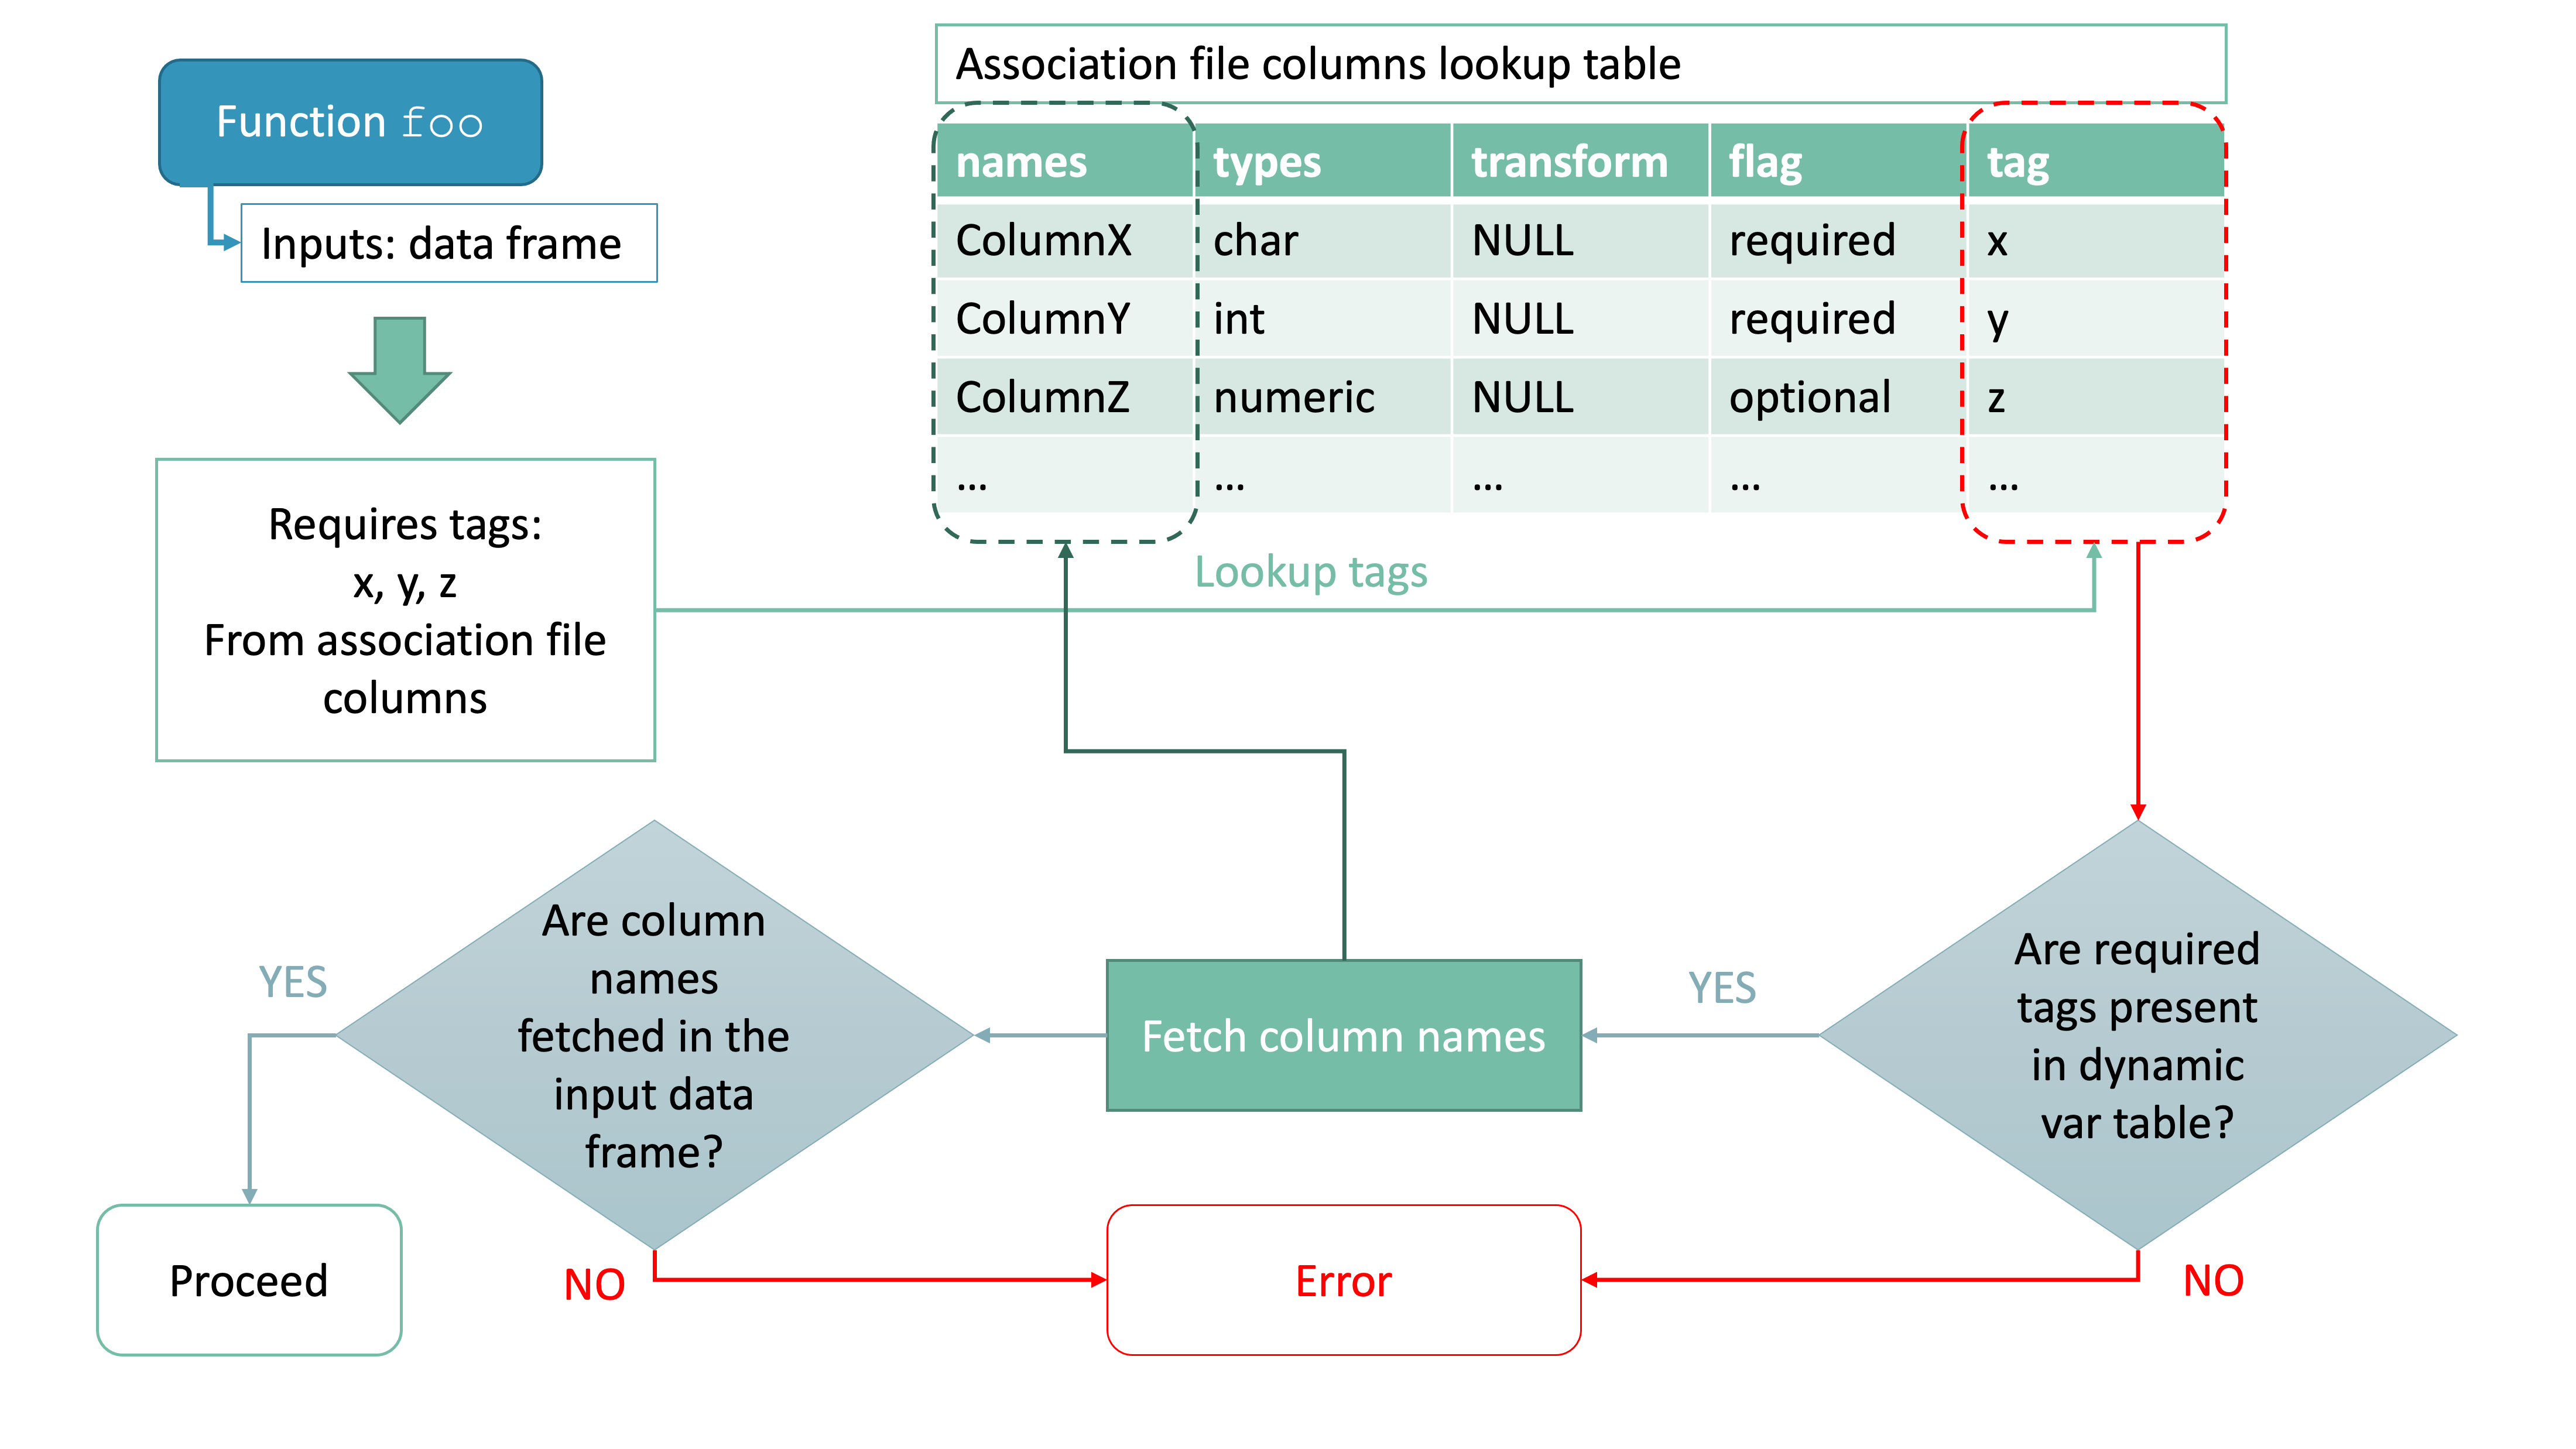 Function foo
Inputs: data frame
Requires tags:
x, y, z
From association file
columns
Association file columns lookup table
names types transform flag tag
ColumnX char NULL required x
ColumnY int NULL required y
ColumnZ numeric NULL optional z
... ... ... ... ...
Lookup tags
Are required
tags present
in dynamic
var table?
YES
NO
Fetch column names
Are column
names
fetched in the
input data
frame?
YES
NO
Proceed
Error